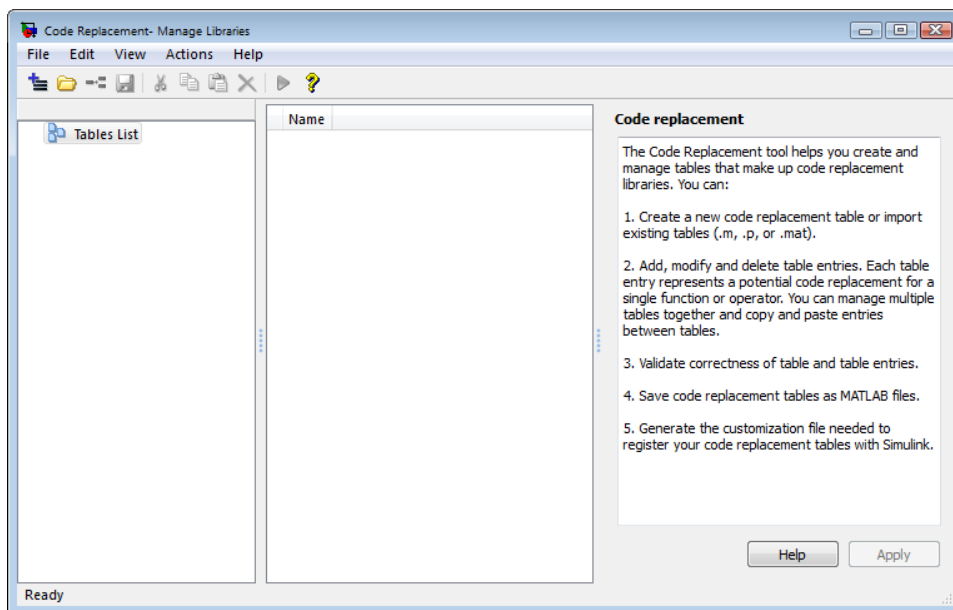 Code Replacement- Manage Libraries
File Edit View Actions Help
Tables List
Name
Code replacement
The Code Replacement tool helps you create and
manage tables that make up code replacement
libraries. You can:
1. Create a new code replacement table or import
existing tables (.m, .p, or .mat).
2. Add, modify and delete table entries. Each table
entry represents a potential code replacement for a
single function or operator. You can manage multiple
tables together and copy and paste entries
between tables.
3. Validate correctness of table and table entries.
4. Save code replacement tables as MATLAB files.
5. Generate the customization file needed to
register your code replacement tables with Simulink.
Help Apply
Ready